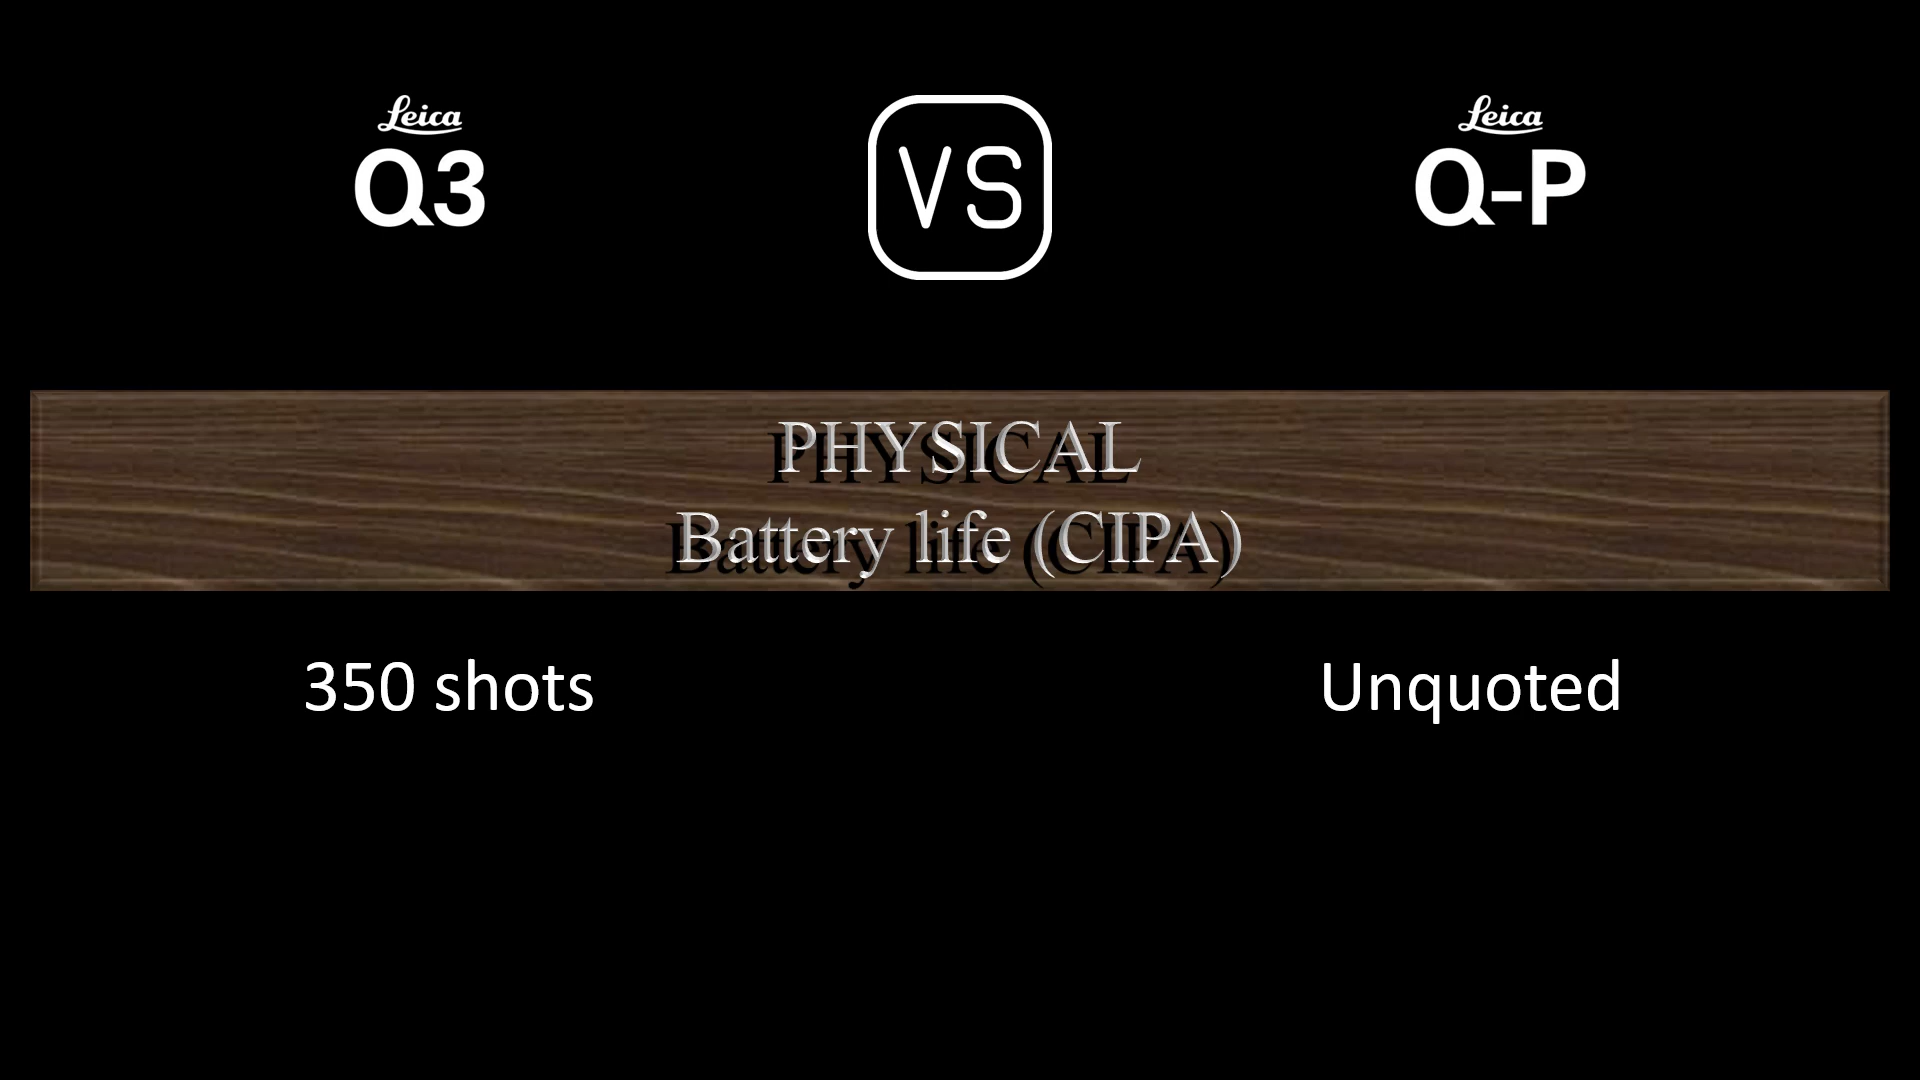 Leica
Q3
VS
Leica
Q-P
PHYSICAL
Battery life (CIPA)
350 shots
Unquoted